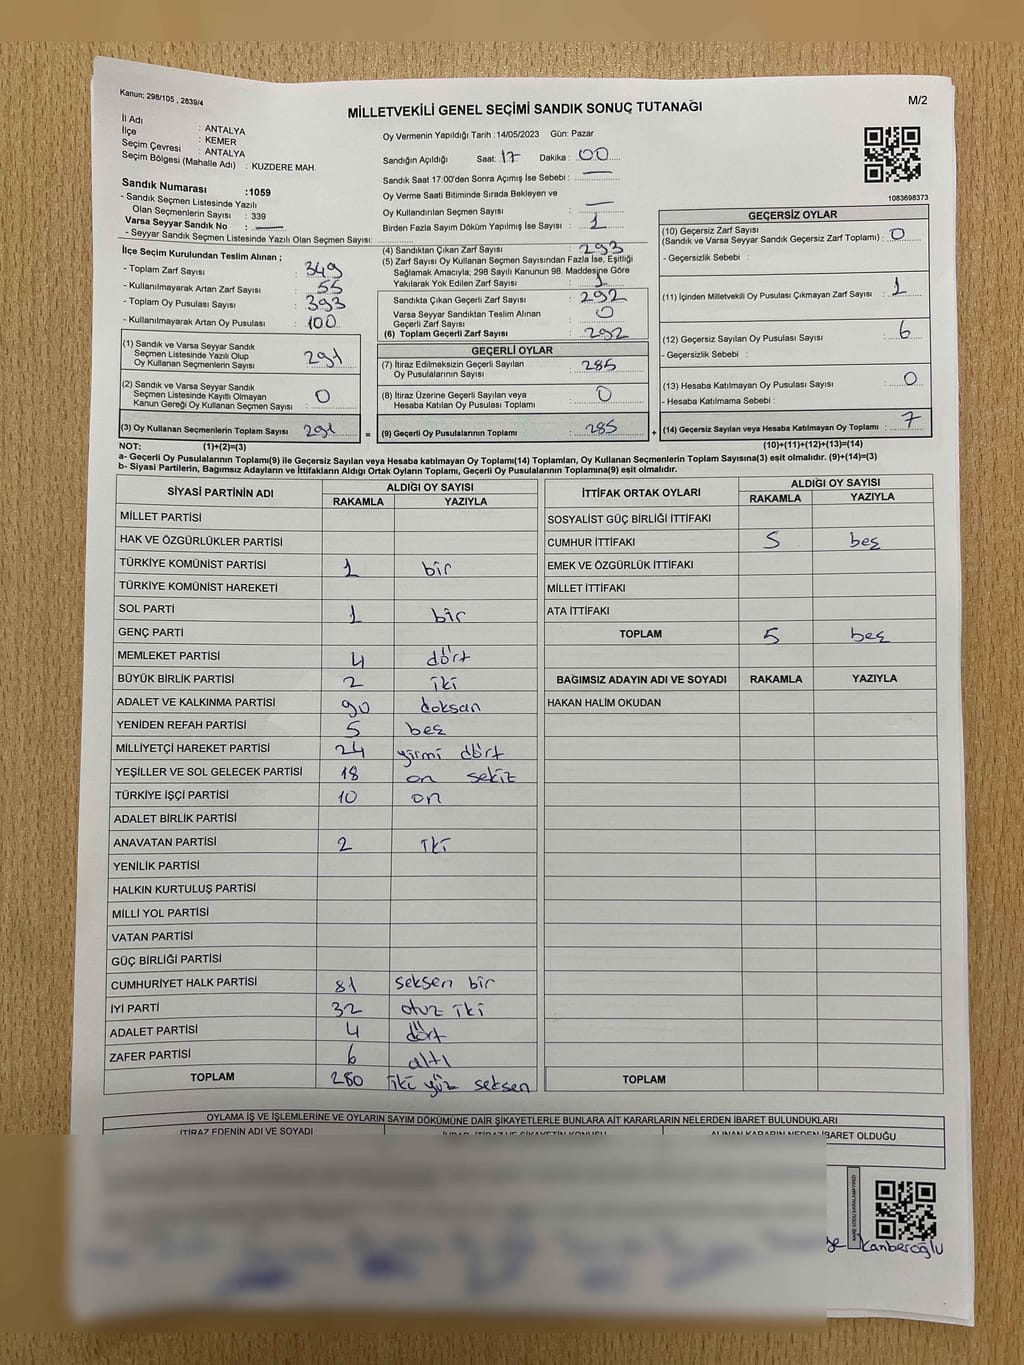 Kanun; 298/105 , 2839/4
MİLLETVEKİLİ GENEL SEÇİMİ SANDIK SONUÇ TUTANAĞI
M/2
İl Adı : ANTALYA
İlçe : KEMER
Seçim Çevresi : ANTALYA
Seçim Bölgesi (Mahalle Adı) : KUZDERE MAH.
Sandık Numarası :1059
- Sandık Seçmen Listesinde Yazılı
Olan Seçmenlerin Sayısı : 339
Varsa Seyyar Sandık No : —
- Seyyar Sandık Seçmen Listesinde Yazılı Olan Seçmen Sayısı:
Oy Vermenin Yapıldığı Tarih :14/05/2023 Gün: Pazar
Sandığın Açıldığı Saat: 17 Dakika : 00
Sandık Saat 17:00'den Sonra Açımış İse Sebebi : —
Oy Verme Saati Bitiminde Sırada Bekleyen ve
Oy Kullandırılan Seçmen Sayısı : —
Birden Fazla Sayım Döküm Yapılmış İse Sayısı : 1
1083698373
İlçe Seçim Kurulundan Teslim Alınan ;
- Toplam Zarf Sayısı : 349
- Kullanılmayarak Artan Zarf Sayısı : 55
- Toplam Oy Pusulası Sayısı : 393
- Kullanılmayarak Artan Oy Pusulası : 100
(1) Sandık ve Seyyar Sandık
Seçmen Listesinde Yazılı Olup
Oy Kullanan Seçmenlerin Sayısı : 291
(2) Sandık ve Varsa Seyyar Sandık
Seçmen Listesinde Kayıtlı Olmayan
Kanun Gereği Oy Kullanan Seçmen Sayısı : 0
(3) Oy Kullanan Seçmenlerin Toplam Sayısı : 291
(4) Sandıktan Çıkan Zarf Sayısı : 293
(5) Zarf Sayısı Oy Kullanan Seçmen Sayısından Fazla İse, Eşitliği
Sağlamak Amacıyla; 298 Sayılı Kanunun 98. Maddesine Göre
Yakılarak Yok Edilen Zarf Sayısı : 1
Sandıkta Çıkan Geçerli Zarf Sayısı : 292
Varsa Seyyar Sandıktan Teslim Alınan
Geçerli Zarf Sayısı : 0
(6) Toplam Geçerli Zarf Sayısı : 292
GEÇERLİ OYLAR
(7) İtiraz Edilmeksizin Geçerli Sayılan
Oy Pusulalarının Sayısı : 285
(8) İtiraz Üzerine Geçerli Sayılan veya
Hesaba Katılan Oy Pusulası Toplamı : 0
= (9) Geçerli Oy Pusulalarının Toplamı : 285 +
GEÇERSİZ OYLAR
(10) Geçersiz Zarf Sayısı
(Sandık ve Varsa Seyyar Sandık Geçersiz Zarf Toplamı) : 0
- Geçersizlik Sebebi :
(11) İçinden Milletvekili Oy Pusulası Çıkmayan Zarf Sayısı : 1
(12) Geçersiz Sayılan Oy Pusulası Sayısı : 6
- Geçersizlik Sebebi :
(13) Hesaba Katılmayan Oy Pusulası Sayısı : 0
- Hesaba Katılmama Sebebi :
(14) Geçersiz Sayılan veya Hesaba Katılmayan Oy Toplamı : 7
NOT: (1)+(2)=(3) (10)+(11)+(12)+(13)=(14)
a- Geçerli Oy Pusulaları Toplamı(9) ile Geçersiz Sayılan veya Hesaba katılmayan Oy Toplamı(14) Toplamları, Oy Kullanan Seçmenlerin Toplam Sayısına(3) eşit olmalıdır. (9)+(14)=(3)
b- Siyasi Partilerin, Bağımsız Adayların ve İttifakların Aldığı Ortak Oyların Toplamı, Geçerli Oy Pusulalarının Toplamına(9) eşit olmalıdır.
SİYASİ PARTİNİN ADI ALDIĞI OY SAYISI
RAKAMLA YAZIYLA
MİLLET PARTİSİ
HAK VE ÖZGÜRLÜKLER PARTİSİ
TÜRKİYE KOMÜNİST PARTİSİ 1 bir
TÜRKİYE KOMÜNİST HAREKETİ
SOL PARTİ 1 bir
GENÇ PARTİ
MEMLEKET PARTİSİ 4 dört
BÜYÜK BİRLİK PARTİSİ 2 iki
ADALET VE KALKINMA PARTİSİ 90 doksan
YENİDEN REFAH PARTİSİ 5 beş
MİLLİYETÇİ HAREKET PARTİSİ 24 yirmi dört
YEŞİLLER VE SOL GELECEK PARTİSİ 18 on sekiz
TÜRKİYE İŞÇİ PARTİSİ 10 on
ADALET BİRLİK PARTİSİ
ANAVATAN PARTİSİ 2 iki
YENİLİK PARTİSİ
HALKIN KURTULUŞ PARTİSİ
MİLLİ YOL PARTİSİ
VATAN PARTİSİ
GÜÇ BİRLİĞİ PARTİSİ
CUMHURİYET HALK PARTİSİ 81 seksen bir
İYİ PARTİ 32 otuz iki
ADALET PARTİSİ 4 dört
ZAFER PARTİSİ 6 altı
TOPLAM 280 iki yüz seksen
İTTİFAK ORTAK OYLARI ALDIĞI OY SAYISI
RAKAMLA YAZIYLA
SOSYALİST GÜÇ BİRLİĞİ İTTİFAKI
CUMHUR İTTİFAKI 5 beş
EMEK VE ÖZGÜRLÜK İTTİFAKI
MİLLET İTTİFAKI
ATA İTTİFAKI
TOPLAM 5 beş
BAĞIMSIZ ADAYIN ADI VE SOYADI RAKAMLA YAZIYLA
HAKAN HALİM OKUDAN
TOPLAM
OYLAMA İŞ VE İŞLEMLERİNE VE OYLARIN SAYIM DÖKÜMÜNE DAİR ŞİKAYETLERLE BUNLARA AİT KARARLARIN NELERDEN İBARET BULUNDUKLARI
İTİRAZ EDENİN ADI VE SOYADI
ALINAN KARARIN NEDEN İBARET OLDUĞU
KARE KODU KARALAMAYINIZ!
Kanberoğlu